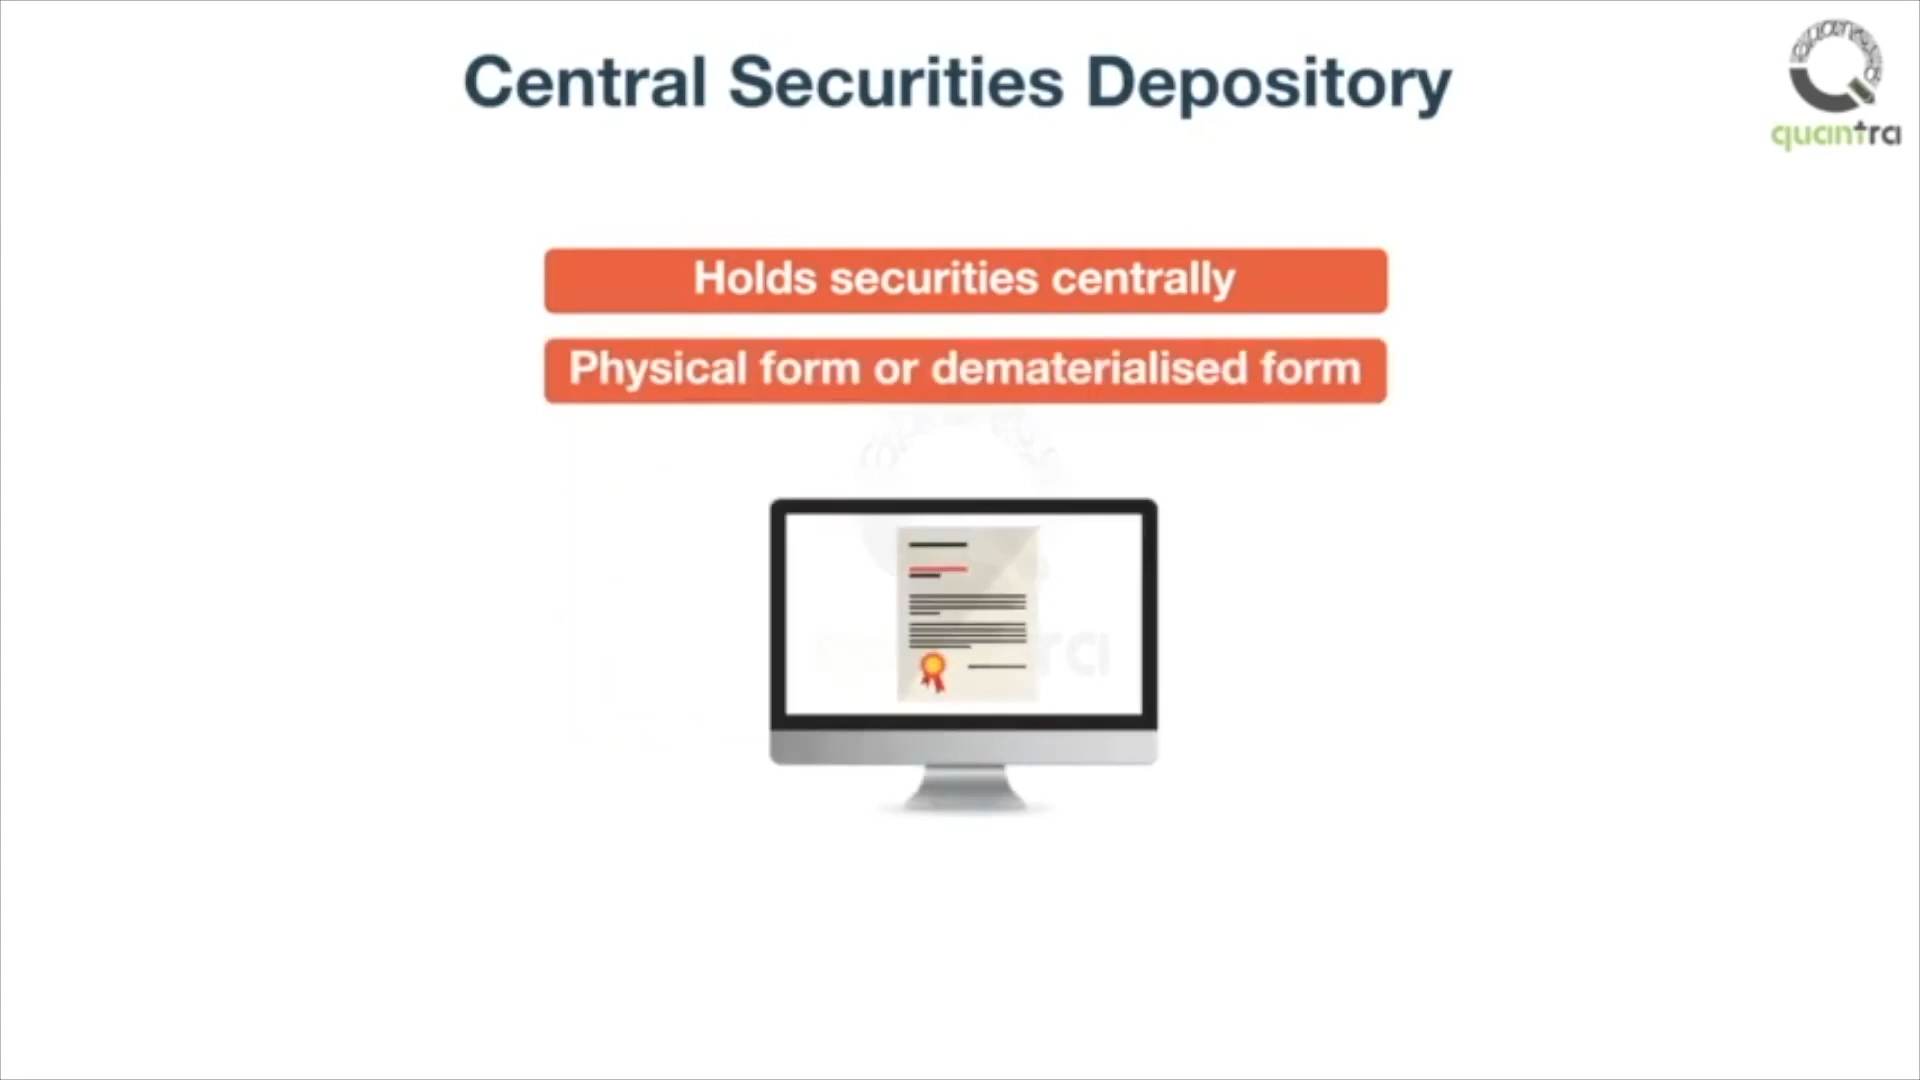 Central Securities Depository
quantra
Holds securities centrally
Physical form or dematerialised form